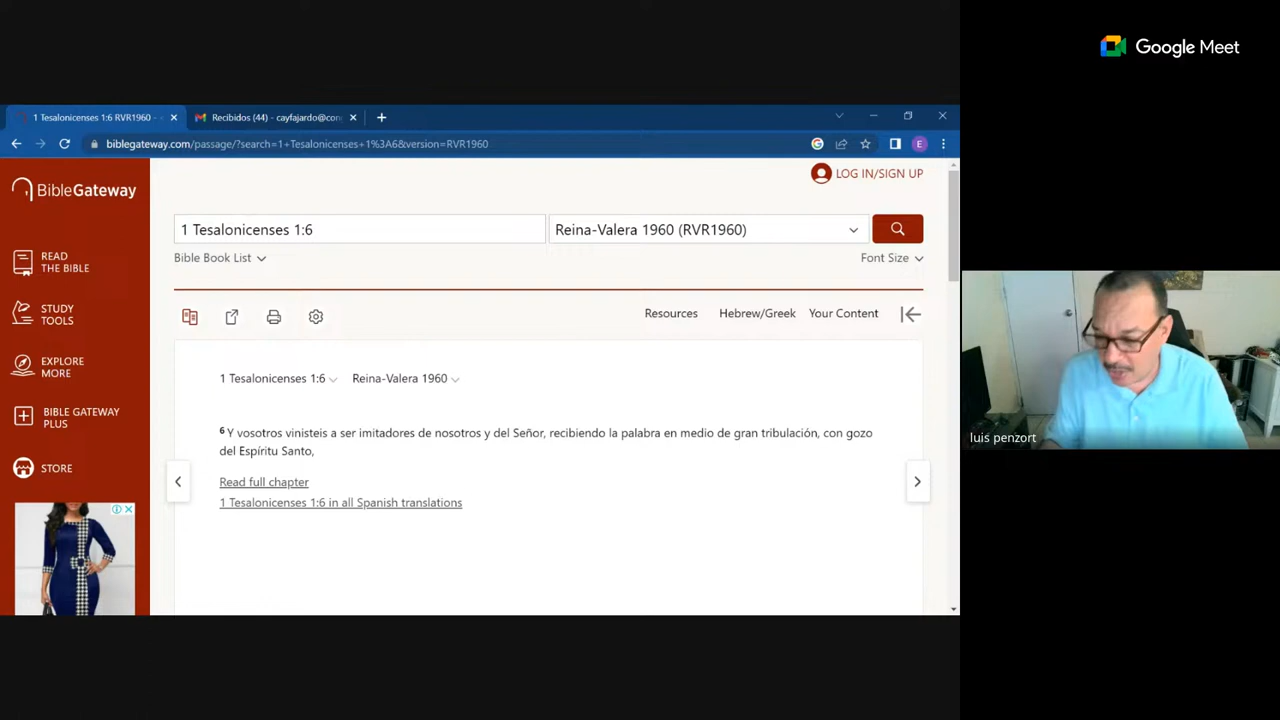 Google Meet
1 Tesalonicenses 1:6 RVR1960 -
Recibidos (44) - cayfajardo@con
biblegateway.com/passage/?search=1+Tesalonicenses+1%3A6&version=RVR1960
E
BibleGateway
LOG IN/SIGN UP
1 Tesalonicenses 1:6
Reina-Valera 1960 (RVR1960)
Bible Book List
Font Size
READ
THE BIBLE
STUDY
TOOLS
EXPLORE
MORE
BIBLE GATEWAY
PLUS
STORE
Resources
Hebrew/Greek
Your Content
1 Tesalonicenses 1:6
Reina-Valera 1960
6 Y vosotros vinisteis a ser imitadores de nosotros y del Señor, recibiendo la palabra en medio de gran tribulación, con gozo
del Espíritu Santo,
Read full chapter
1 Tesalonicenses 1:6 in all Spanish translations
luis penzort